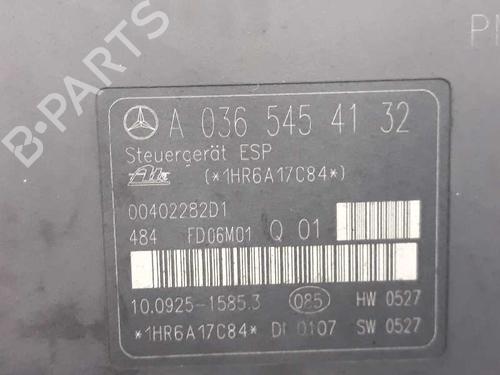 B-PARTS
A 036 545 41 32
Steuergerät ESP
Ate (*1HR6A17C84*)
00402282D1
484 FD06M01 Q 01
10.0925-1585.3 085 HW 0527
*1HR6A17C84* DI 0107 SW 0527